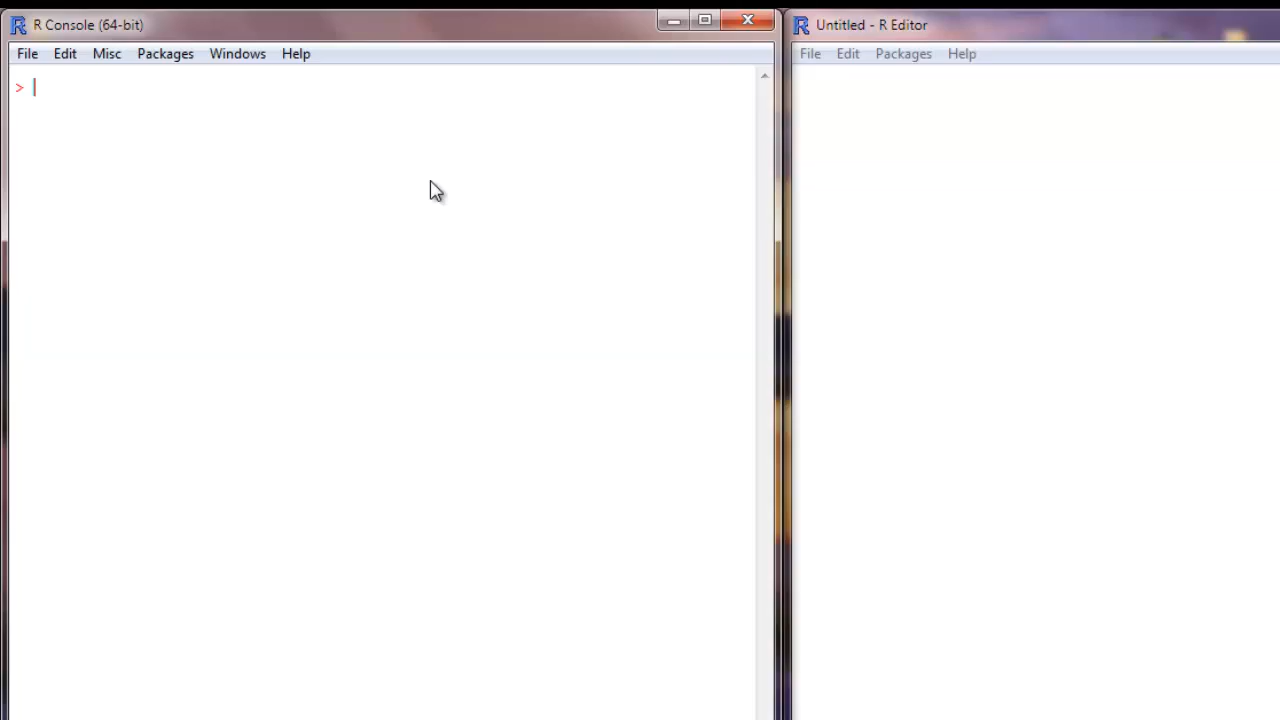 R Console (64-bit)
File Edit Misc Packages Windows Help
>
Untitled - R Editor
File Edit Packages Help